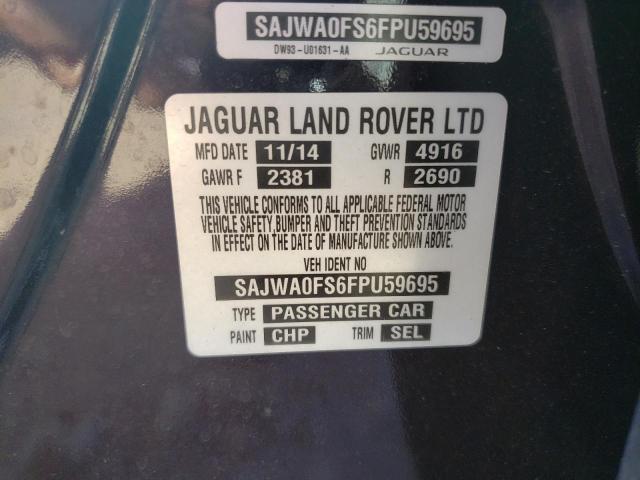 SAJWA0FS6FPU59695
DW93-U01631-AA JAGUAR
JAGUAR LAND ROVER LTD
MFD DATE 11/14 GVWR 4916
GAWR F 2381 R 2690
THIS VEHICLE CONFORMS TO ALL APPLICABLE FEDERAL MOTOR
VEHICLE SAFETY,BUMPER AND THEFT PREVENTION STANDARDS
IN EFFECT ON THE DATE OF MANUFACTURE SHOWN ABOVE.
VEH IDENT NO
SAJWA0FS6FPU59695
TYPE PASSENGER CAR
PAINT CHP TRIM SEL